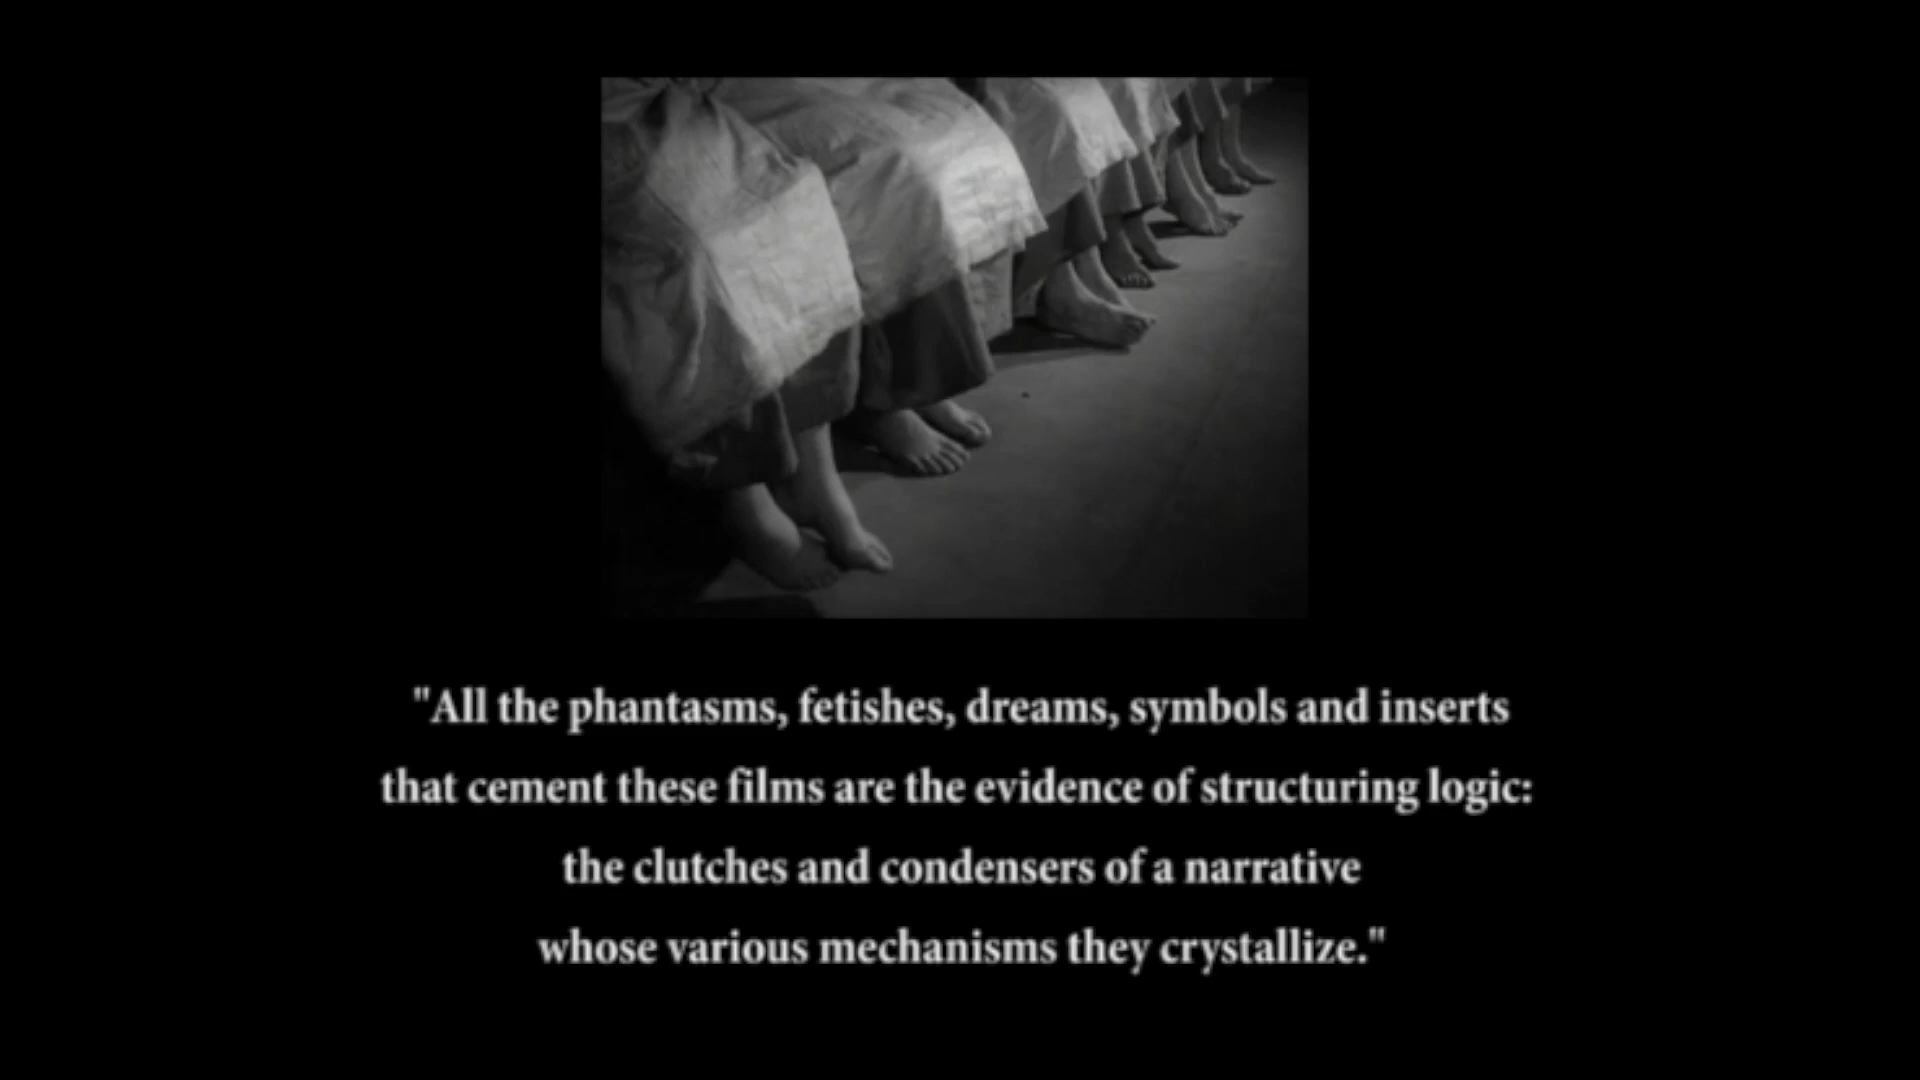 "All the phantasms, fetishes, dreams, symbols and inserts
that cement these films are the evidence of structuring logic:
the clutches and condensers of a narrative
whose various mechanisms they crystallize."